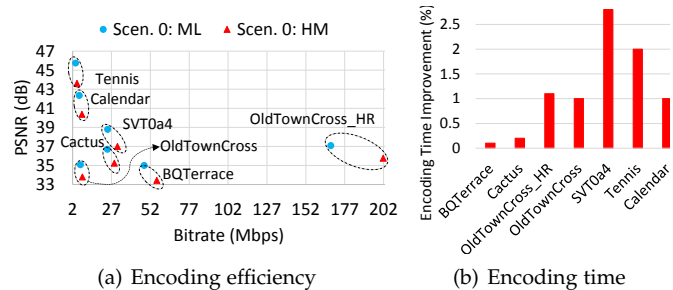 Scen. 0: ML
Scen. 0: HM
PSNR (dB)
47
45
43
41
39
37
35
33
Tennis
Calendar
SVT0a4
Cactus
OldTownCross
BQTerrace
OldTownCross_HR
2 27 52 77 102 127 152 177 202
Bitrate (Mbps)
(a) Encoding efficiency
Encoding Time Improvement (%)
2.5
2
1.5
1
0.5
0
BQTerrace
Cactus
OldTownCross_HR
OldTownCross
SVT0a4
Tennis
Calendar
(b) Encoding time